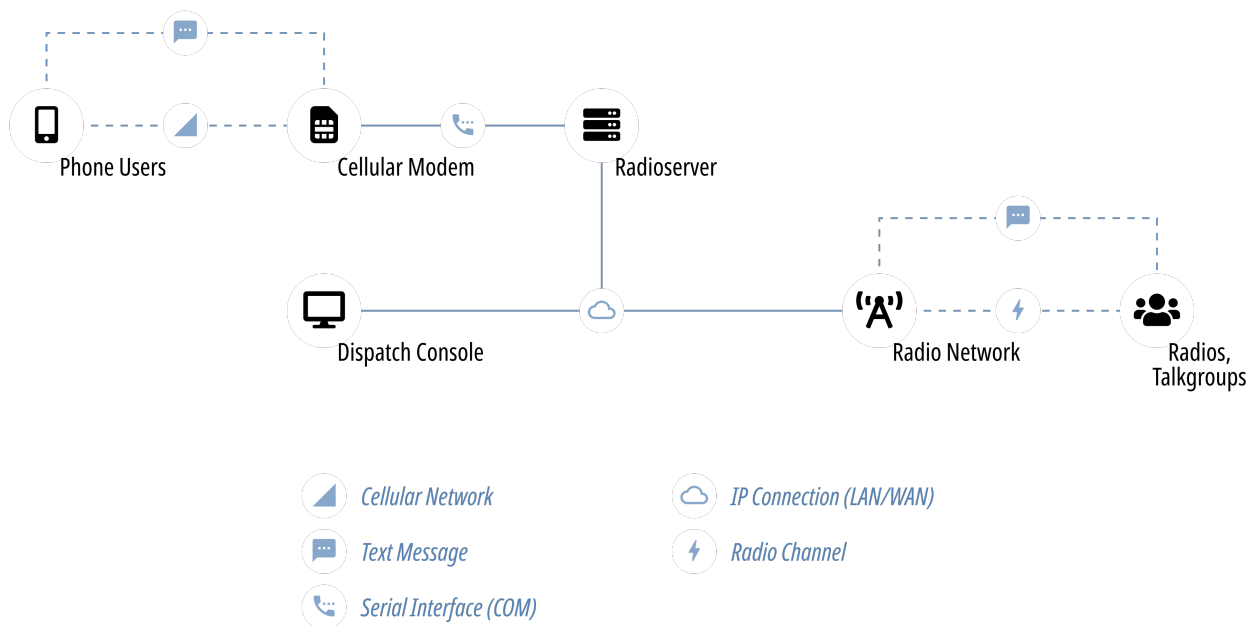 Phone Users
Cellular Modem
Radioserver
Dispatch Console
Radio Network
Radios,
Talkgroups
Cellular Network
IP Connection (LAN/WAN)
Text Message
Radio Channel
Serial Interface (COM)